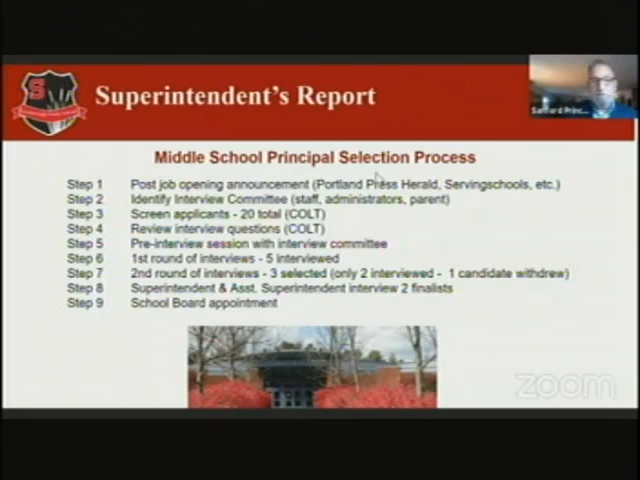 S
Superintendent's Report
Sanford Princ...
Middle School Principal Selection Process
Step 1 Post job opening announcement (Portland Press Herald, Servingschools, etc.)
Step 2 Identify Interview Committee (staff, administrators, parent)
Step 3 Screen applicants - 20 total (COLT)
Step 4 Review interview questions (COLT)
Step 5 Pre-interview session with interview committee
Step 6 1st round of interviews - 5 interviewed
Step 7 2nd round of interviews - 3 selected (only 2 interviewed - 1 candidate withdrew)
Step 8 Superintendent & Asst. Superintendent interview 2 finalists
Step 9 School Board appointment
zoom